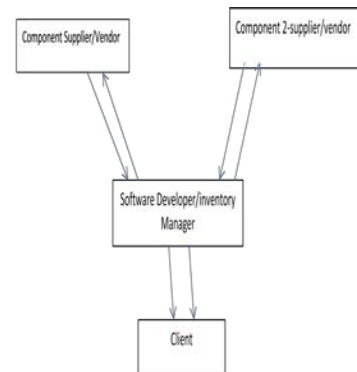 Component Supplier/Vendor
Component 2-supplier/vendor
Software Developer/inventory
Manager
Client